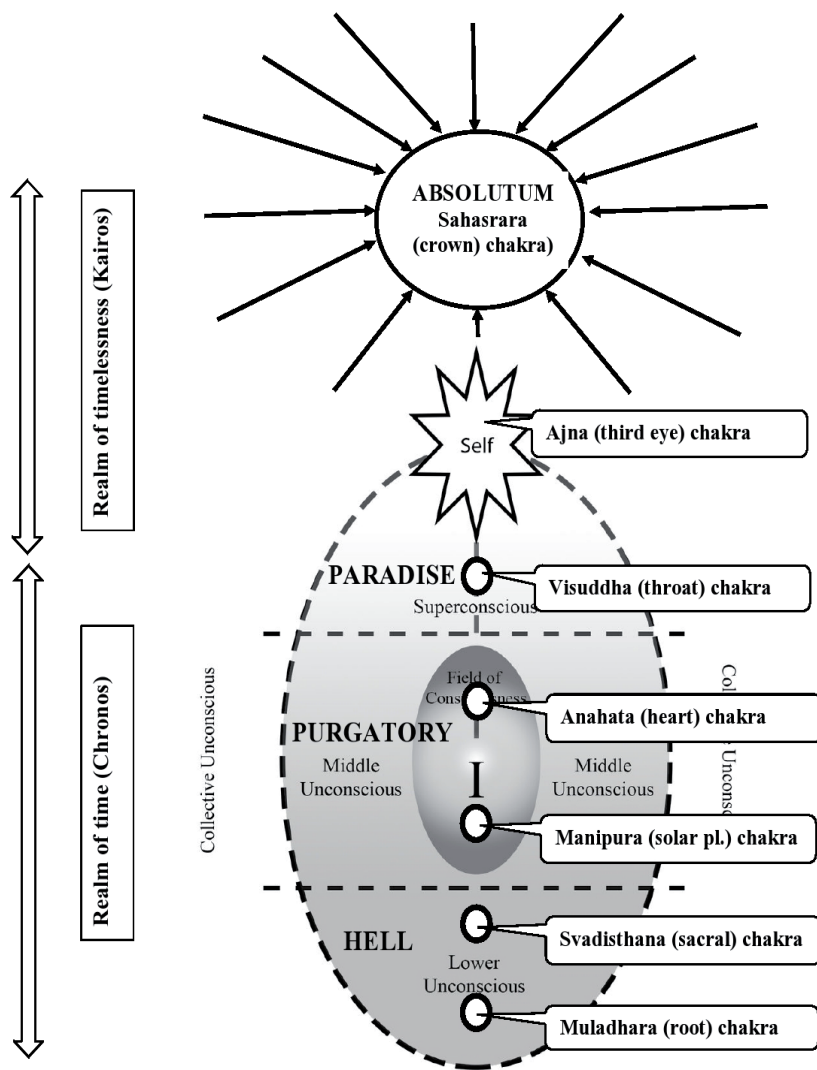 ABSOLUTUM
Sahasrara
(crown) chakra)
Realm of timelessness (Kairos)
Self
Ajna (third eye) chakra
PARADISE
Superconscious
Visuddha (throat) chakra
Realm of time (Chronos)
Collective Unconscious
Field of
Consciousness
Anahata (heart) chakra
PURGATORY
Middle
Unconscious
I
Middle
Unconscious
Manipura (solar pl.) chakra
HELL
Svadisthana (sacral) chakra
Lower
Unconscious
Muladhara (root) chakra